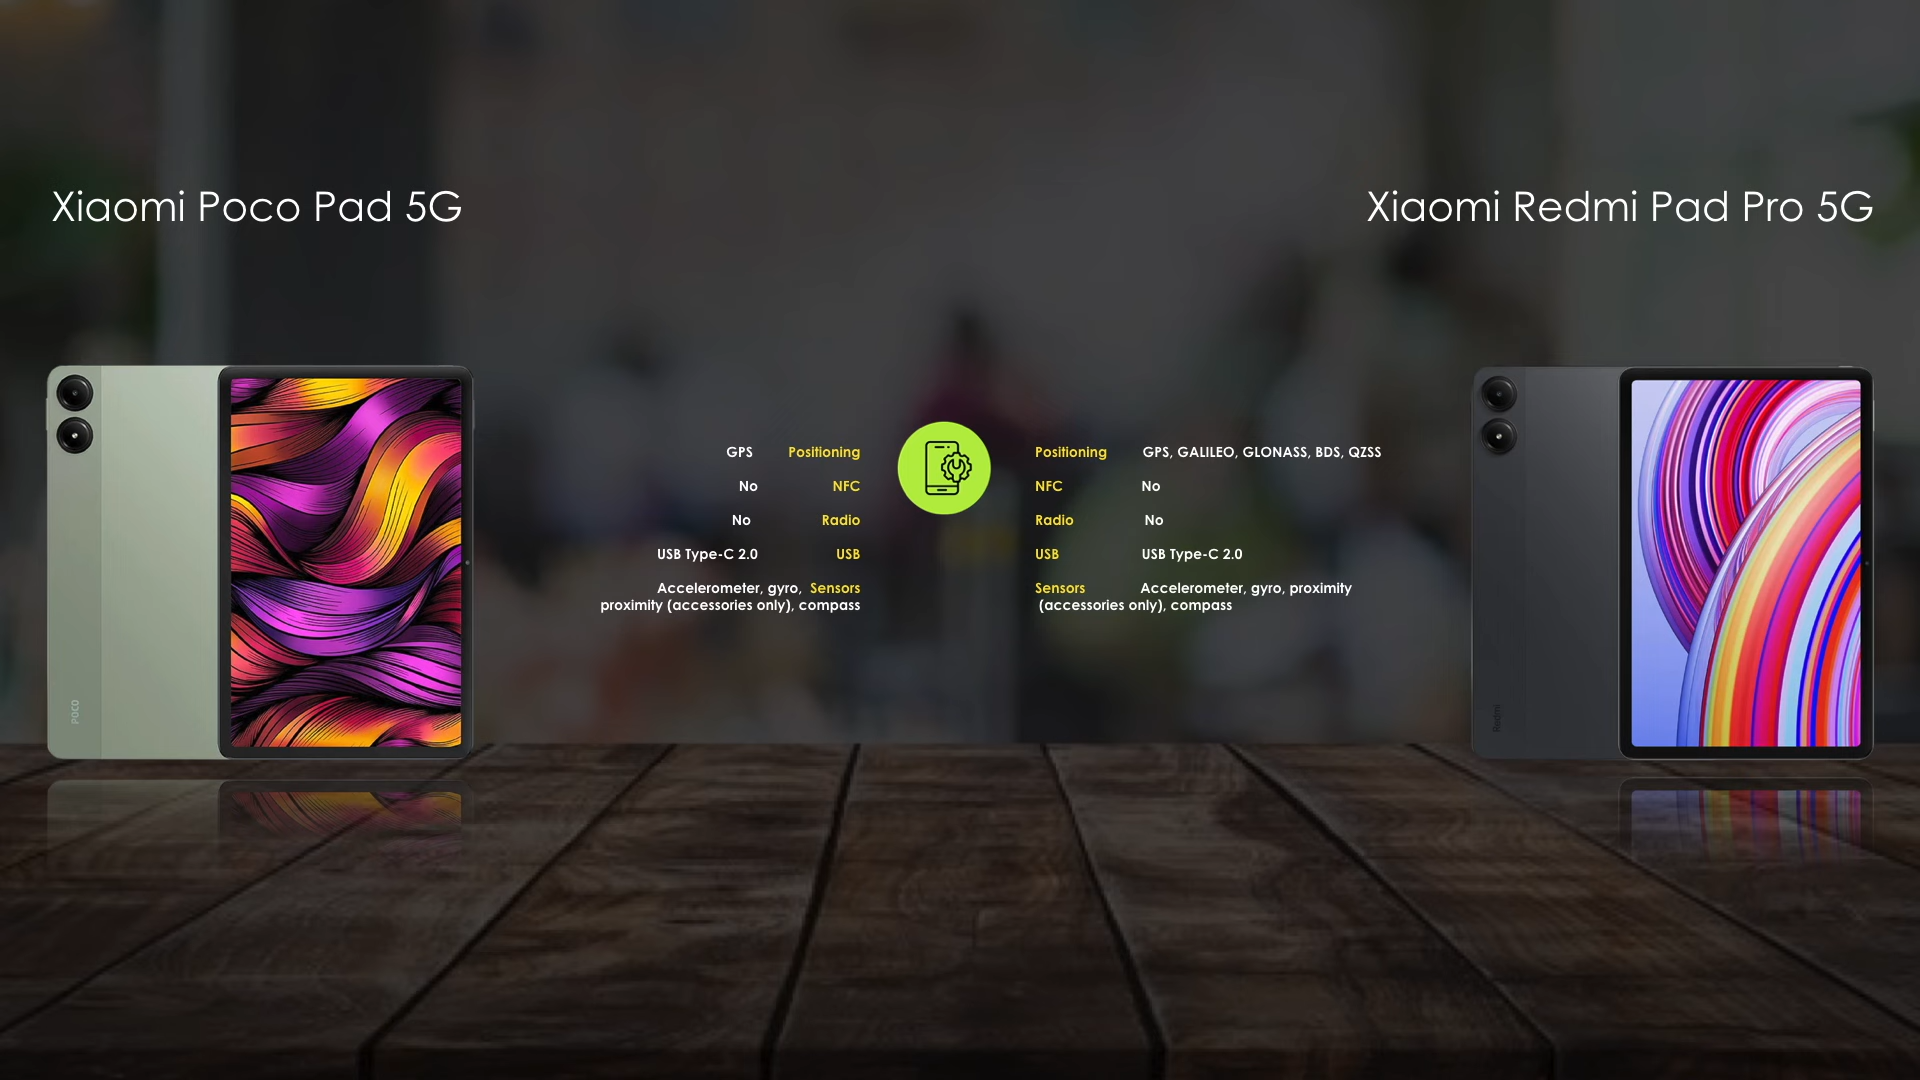 Xiaomi Poco Pad 5G
Xiaomi Redmi Pad Pro 5G
GPS Positioning
No NFC
No Radio
USB Type-C 2.0 USB
Accelerometer, gyro, Sensors
proximity (accessories only), compass
Positioning GPS, GALILEO, GLONASS, BDS, QZSS
NFC No
Radio No
USB USB Type-C 2.0
Sensors Accelerometer, gyro, proximity
(accessories only), compass
POCO
Redmi